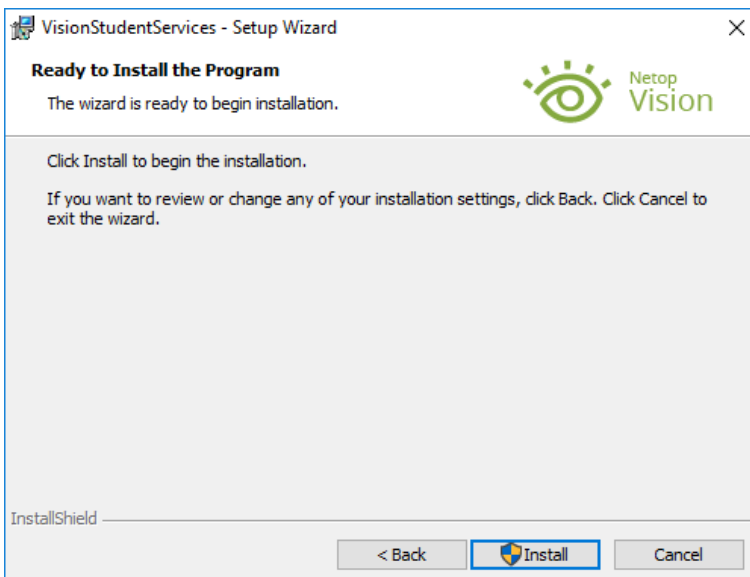 VisionStudentServices - Setup Wizard
Ready to Install the Program
The wizard is ready to begin installation.
Netop
Vision
Click Install to begin the installation.
If you want to review or change any of your installation settings, click Back. Click Cancel to
exit the wizard.
InstallShield
< Back
Install
Cancel